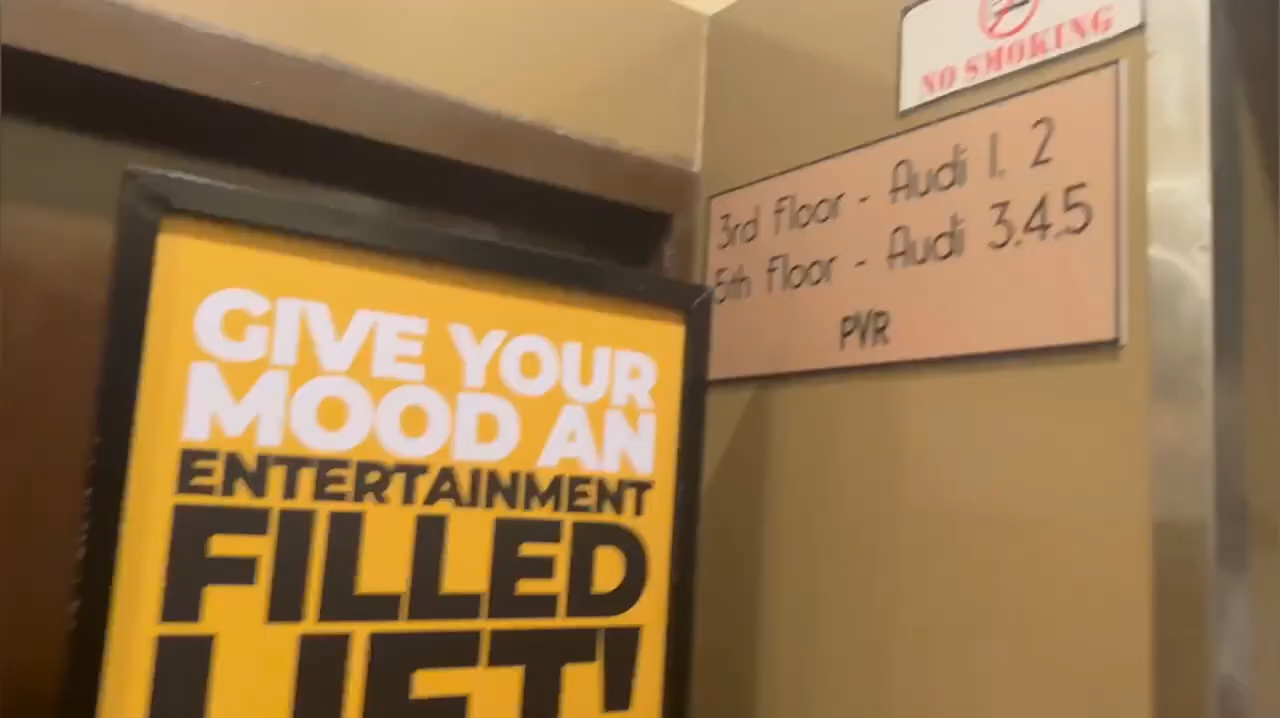 GIVE YOUR
MOOD AN
ENTERTAINMENT
FILLED
LIFT!
NO SMOKING
3rd Floor - Audi 1. 2
5th Floor - Audi 3.4.5
PVR